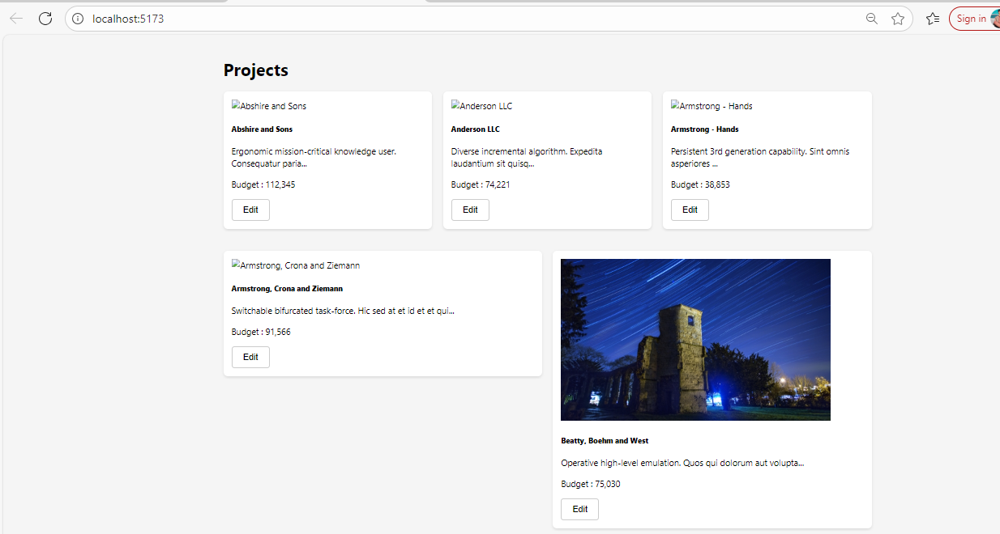 localhost:5173
Sign in
Projects
Abshire and Sons
Abshire and Sons
Ergonomic mission-critical knowledge user.
Consequatur paria...
Budget : 112,345
Edit
Anderson LLC
Anderson LLC
Diverse incremental algorithm. Expedita
laudantium sit quisq...
Budget : 74,221
Edit
Armstrong - Hands
Armstrong - Hands
Persistent 3rd generation capability. Sint omnis
asperiores ...
Budget : 38,853
Edit
Armstrong, Crona and Ziemann
Armstrong, Crona and Ziemann
Switchable bifurcated task-force. Hic sed at et id et et qui...
Budget : 91,566
Edit
Beatty, Boehm and West
Operative high-level emulation. Quos qui dolorum aut volupta...
Budget : 75,030
Edit